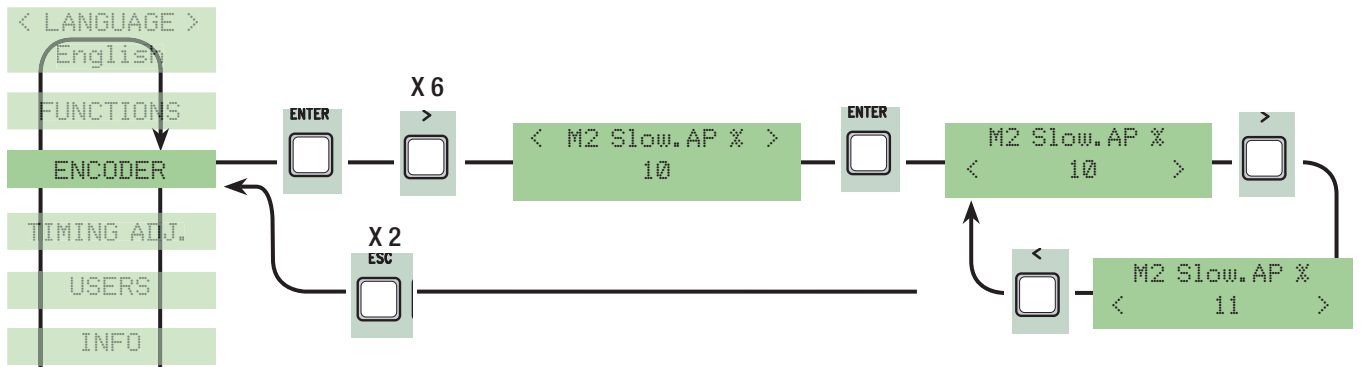 < LANGUAGE >
English
FUNCTIONS
ENCODER
TIMING ADJ.
USERS
INFO
ENTER
X 6
>
< M2 Slow.AP % >
10
ENTER
M2 Slow.AP %
< 10 >
>
M2 Slow.AP %
< 11 >
<
X 2
ESC